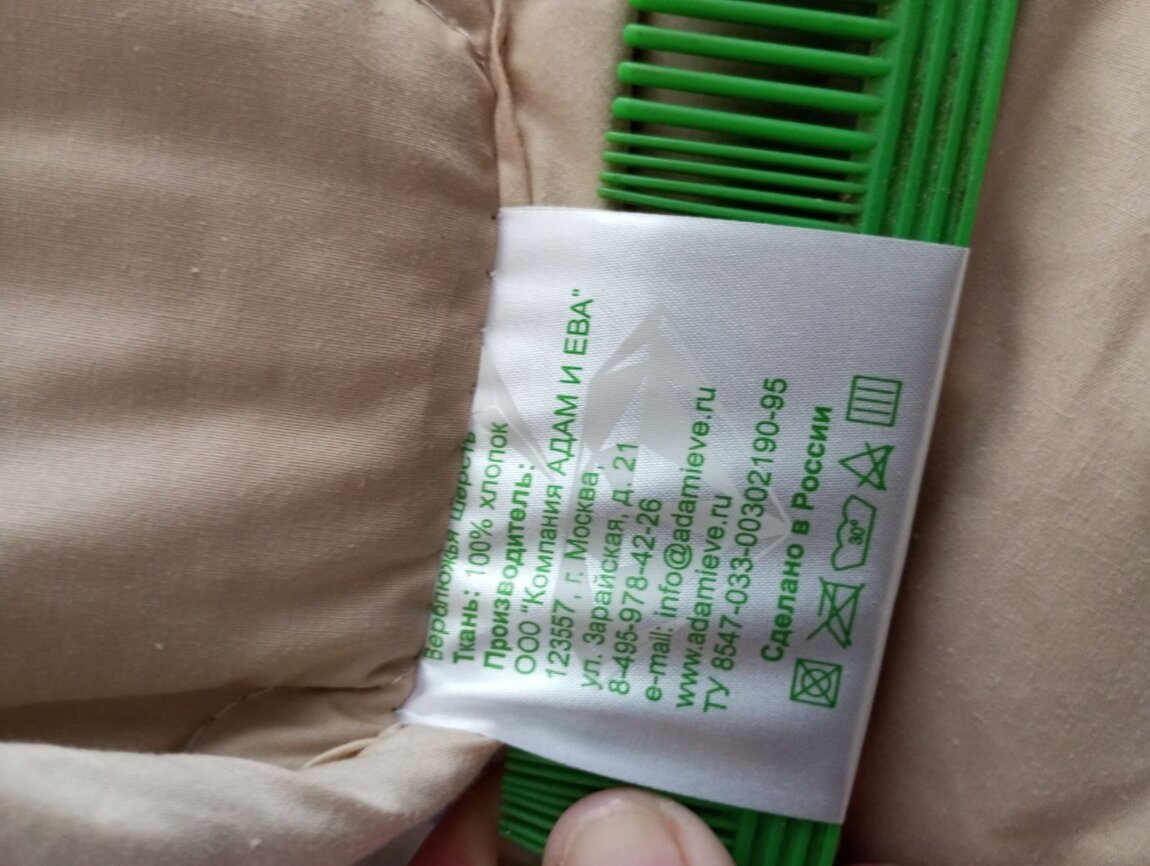 Верблюжья шерсть
Ткань: 100% хлопок
Производитель:
ООО "Компания АДАМ И ЕВА"
123557, г. Москва,
ул. Зарайская, д. 21
8-495-978-42-26
e-mail: info@adamieve.ru
www.adamieve.ru
ТУ 8547-033-00302190-95
Сделано в России
30°